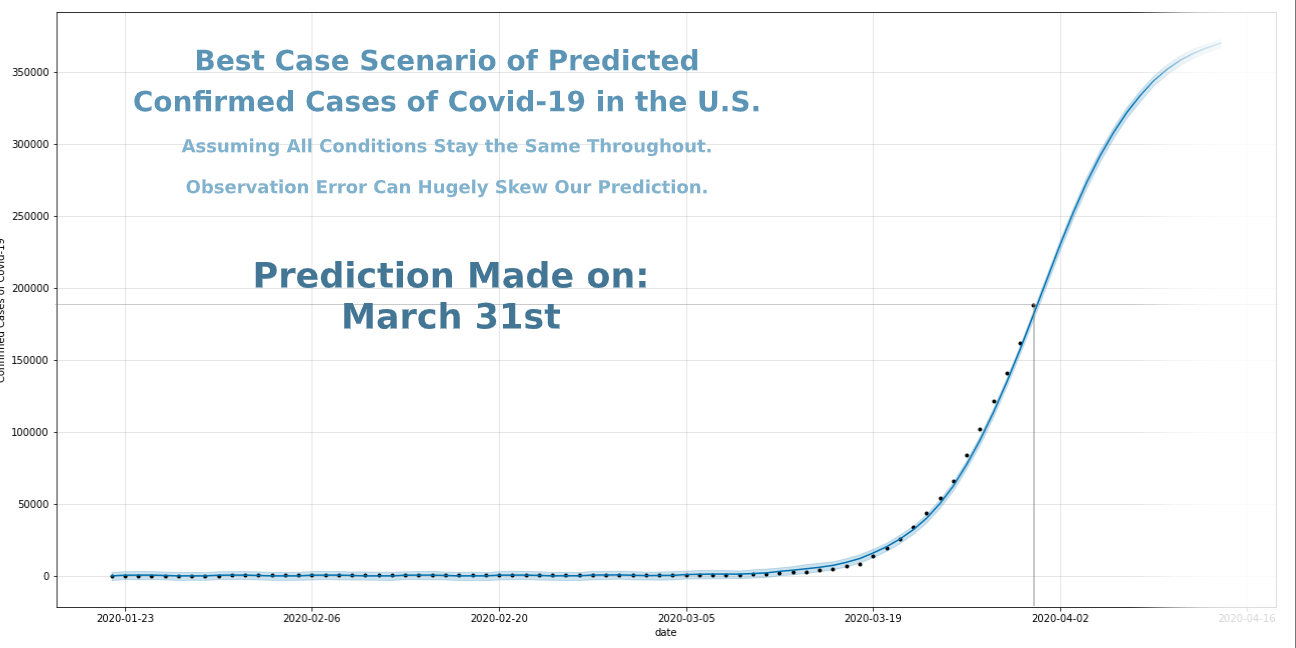 Best Case Scenario of Predicted
Confirmed Cases of Covid-19 in the U.S.
Assuming All Conditions Stay the Same Throughout.
Observation Error Can Hugely Skew Our Prediction.
Prediction Made on:
March 31st
350000
300000
250000
200000
150000
100000
50000
0
Confirmed Cases of Covid-19
2020-01-23
2020-02-06
2020-02-20
2020-03-05
2020-03-19
2020-04-02
2020-04-16
date